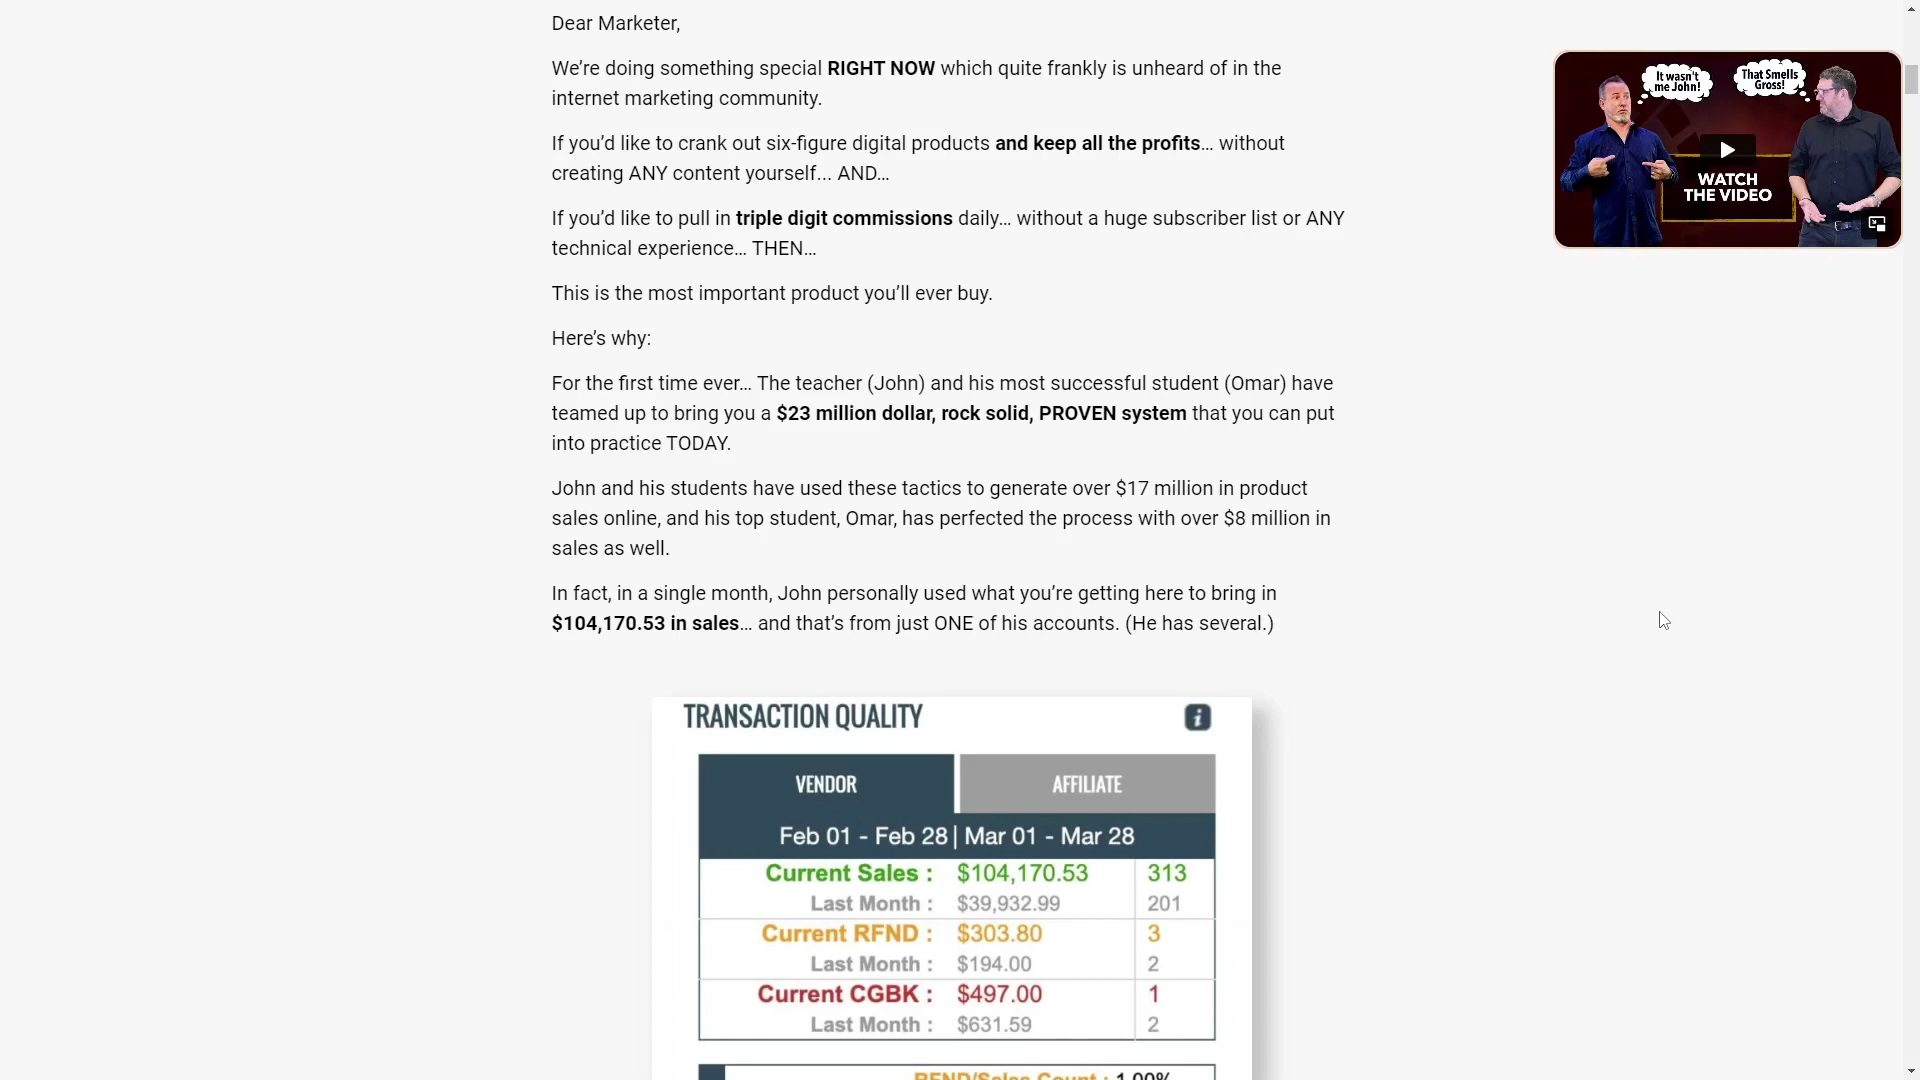 Dear Marketer,
We’re doing something special RIGHT NOW which quite frankly is unheard of in the
internet marketing community.
If you’d like to crank out six-figure digital products and keep all the profits… without
creating ANY content yourself... AND…
If you’d like to pull in triple digit commissions daily… without a huge subscriber list or ANY
technical experience… THEN…
This is the most important product you’ll ever buy.
Here’s why:
For the first time ever… The teacher (John) and his most successful student (Omar) have
teamed up to bring you a $23 million dollar, rock solid, PROVEN system that you can put
into practice TODAY.
John and his students have used these tactics to generate over $17 million in product
sales online, and his top student, Omar, has perfected the process with over $8 million in
sales as well.
In fact, in a single month, John personally used what you’re getting here to bring in
$104,170.53 in sales… and that’s from just ONE of his accounts. (He has several.)
It wasn't
me John!
That Smells
Gross!
WATCH
THE VIDEO
TRANSACTION QUALITY
VENDOR AFFILIATE
Feb 01 - Feb 28 | Mar 01 - Mar 28
Current Sales : $104,170.53 313
Last Month : $39,932.99 201
Current RFND : $303.80 3
Last Month : $194.00 2
Current CGBK : $497.00 1
Last Month : $631.59 2
RFND/Sales Count : 1.00%